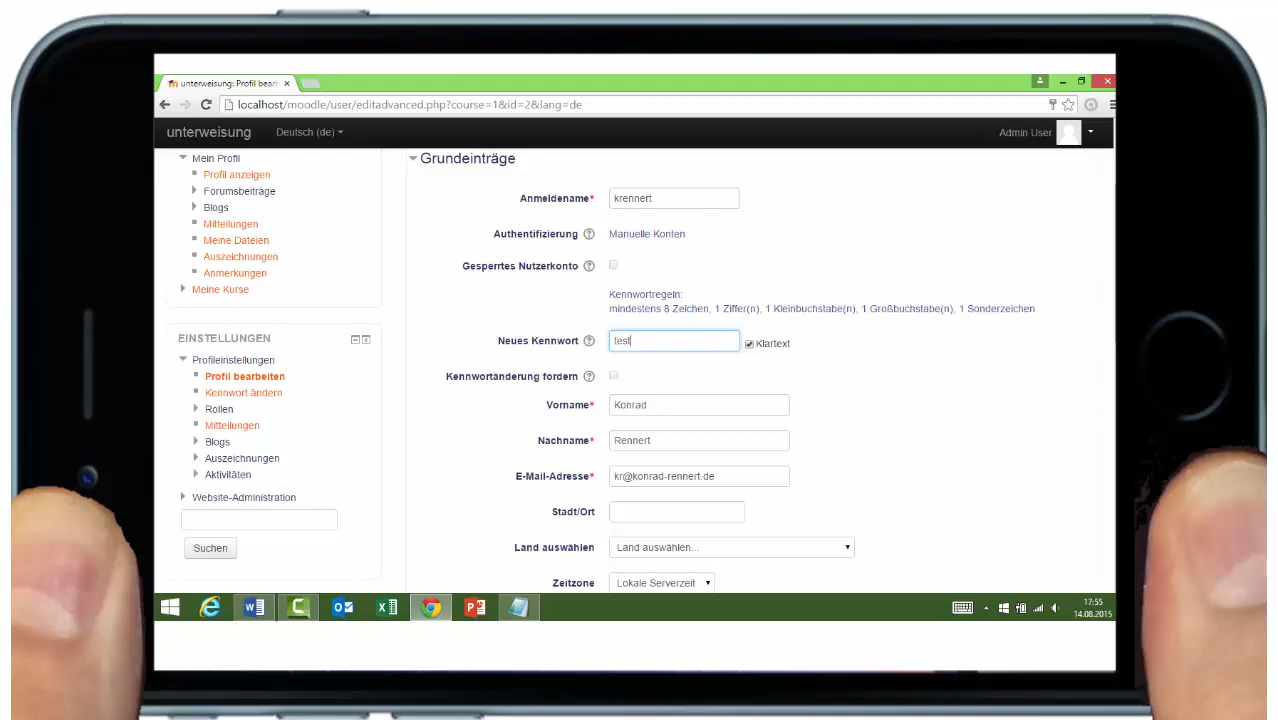 unterweisung: Profil bearl
localhost/moodle/user/editadvanced.php?course=1&id=2&lang=de
unterweisung Deutsch (de) Admin User
Mein Profil
Profil anzeigen
Forumsbeiträge
Blogs
Mitteilungen
Meine Dateien
Auszeichnungen
Anmerkungen
Meine Kurse
EINSTELLUNGEN
Profileinstellungen
Profil bearbeiten
Kennwort ändern
Rollen
Mitteilungen
Blogs
Auszeichnungen
Aktivitäten
Website-Administration
Suchen
Grundeinträge
Anmeldename* krennert
Authentifizierung Manuelle Konten
Gesperrtes Nutzerkonto
Kennwortregeln:
mindestens 8 Zeichen, 1 Ziffer(n), 1 Kleinbuchstabe(n), 1 Großbuchstabe(n), 1 Sonderzeichen
Neues Kennwort test Klartext
Kennwortänderung fordern
Vorname* Konrad
Nachname* Rennert
E-Mail-Adresse* kr@konrad-rennert.de
Stadt/Ort
Land auswählen Land auswählen...
Zeitzone Lokale Serverzeit
17:55
14.08.2015